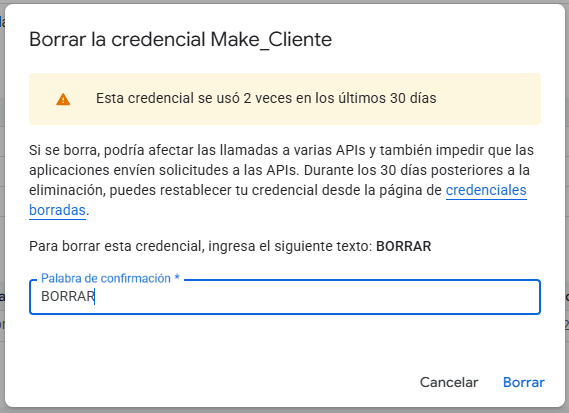 Borrar la credencial Make_Cliente
Esta credencial se usó 2 veces en los últimos 30 días
Si se borra, podría afectar las llamadas a varias APIs y también impedir que las
aplicaciones envíen solicitudes a las APIs. Durante los 30 días posteriores a la
eliminación, puedes restablecer tu credencial desde la página de credenciales
borradas.
Para borrar esta credencial, ingresa el siguiente texto: BORRAR
Palabra de confirmación *
BORRAR
Cancelar
Borrar